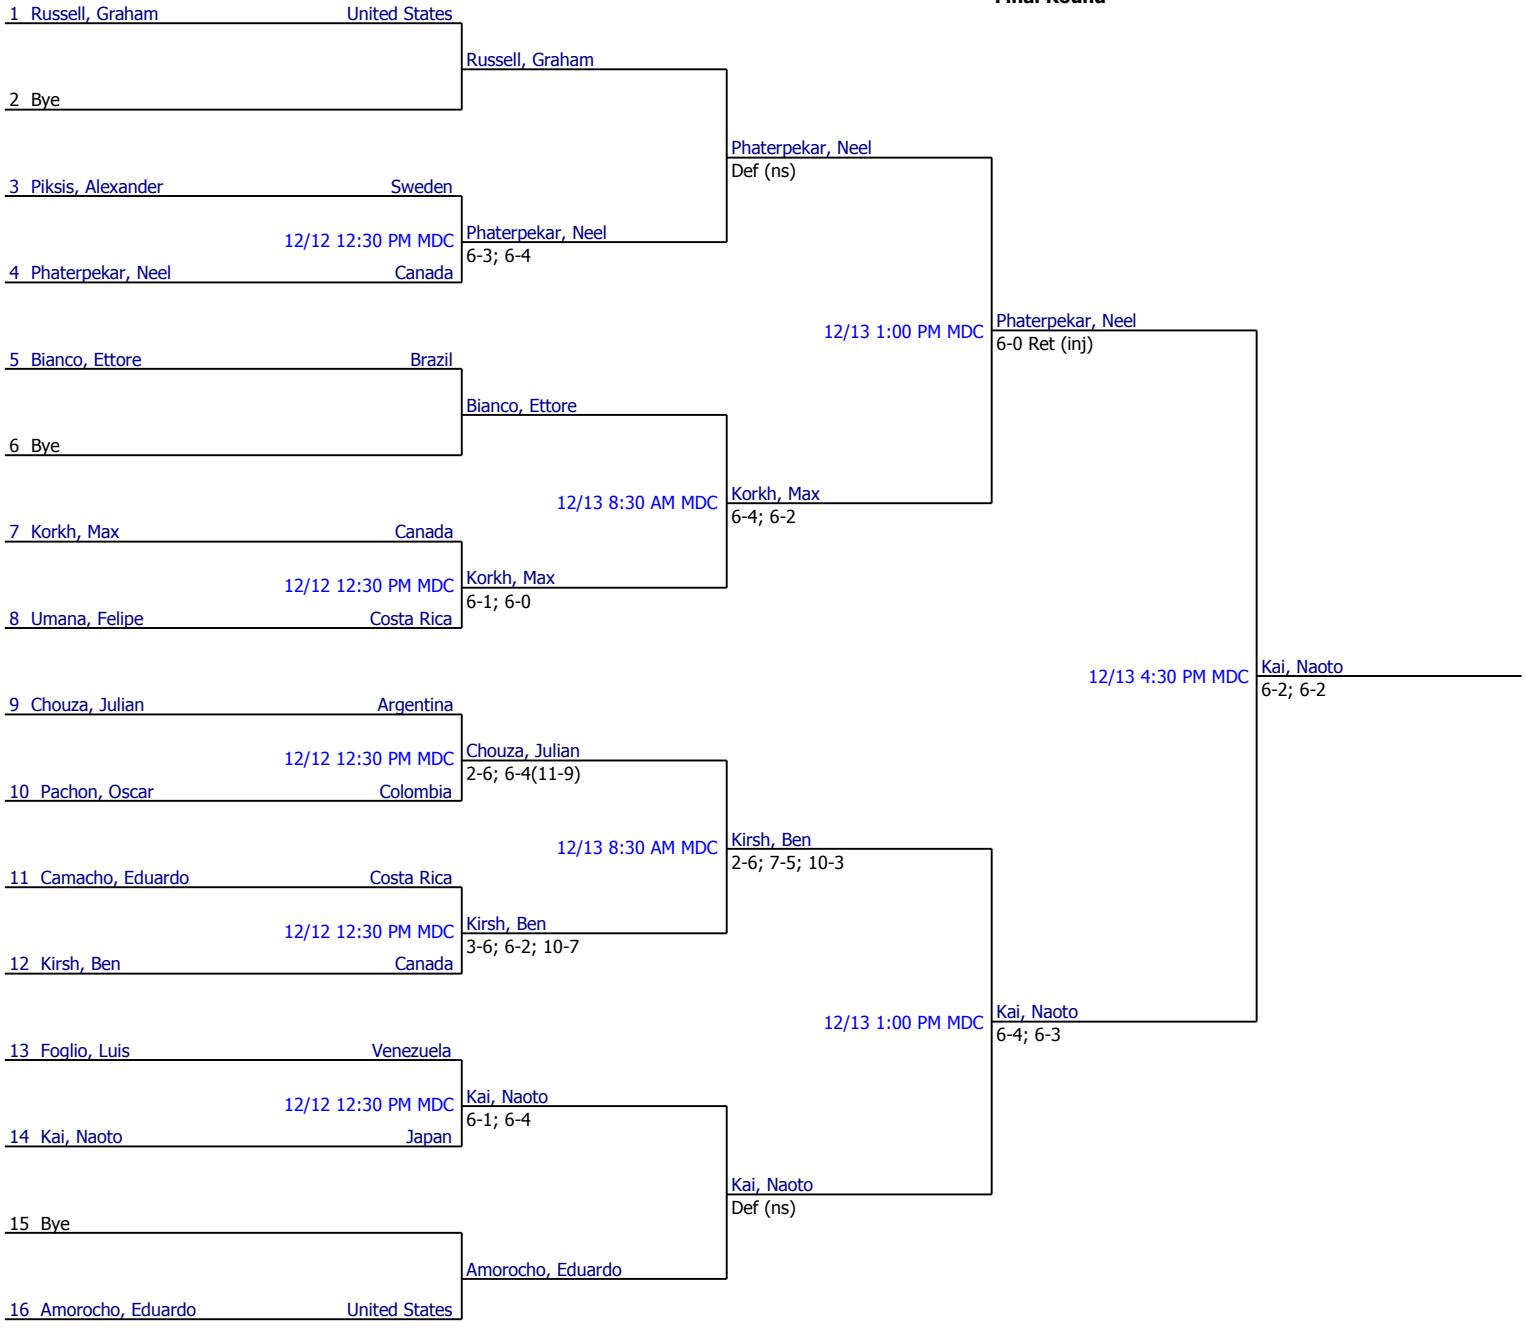 Final Round
1 Russell, Graham United States
Russell, Graham
2 Bye
Phaterpekar, Neel
Def (ns)
3 Piksis, Alexander Sweden
12/12 12:30 PM MDC Phaterpekar, Neel
6-3; 6-4
4 Phaterpekar, Neel Canada
12/13 1:00 PM MDC Phaterpekar, Neel
6-0 Ret (inj)
5 Bianco, Ettore Brazil
Bianco, Ettore
6 Bye
12/13 8:30 AM MDC Korkh, Max
6-4; 6-2
7 Korkh, Max Canada
12/12 12:30 PM MDC Korkh, Max
6-1; 6-0
8 Umana, Felipe Costa Rica
12/13 4:30 PM MDC Kai, Naoto
6-2; 6-2
9 Chouza, Julian Argentina
12/12 12:30 PM MDC Chouza, Julian
2-6; 6-4(11-9)
10 Pachon, Oscar Colombia
12/13 8:30 AM MDC Kirsh, Ben
2-6; 7-5; 10-3
11 Camacho, Eduardo Costa Rica
12/12 12:30 PM MDC Kirsh, Ben
3-6; 6-2; 10-7
12 Kirsh, Ben Canada
12/13 1:00 PM MDC Kai, Naoto
6-4; 6-3
13 Foglio, Luis Venezuela
12/12 12:30 PM MDC Kai, Naoto
6-1; 6-4
14 Kai, Naoto Japan
Kai, Naoto
Def (ns)
15 Bye
Amorocho, Eduardo
16 Amorocho, Eduardo United States